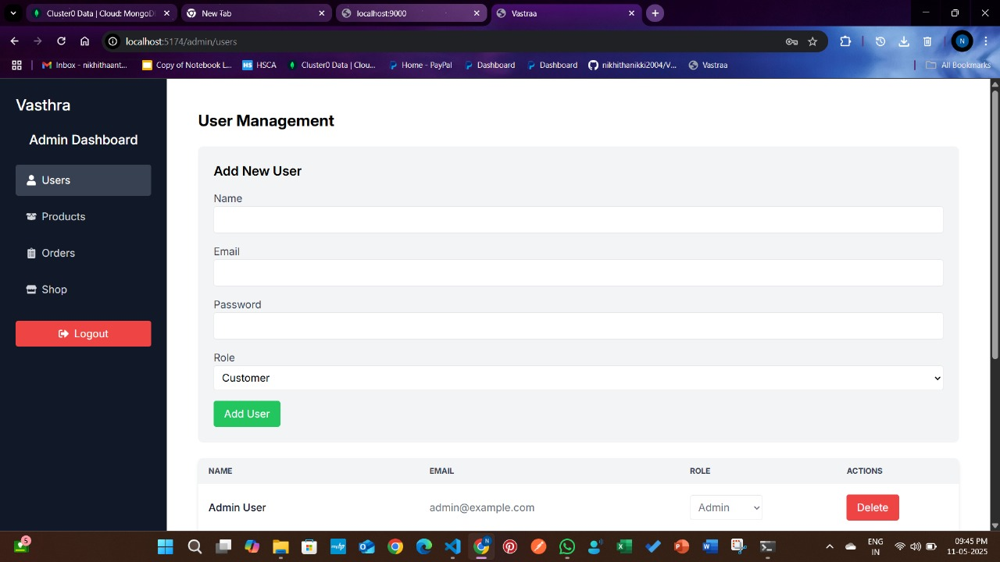 Cluster0 Data | Cloud: MongoD
New Tab
localhost:9000
Vastraa
localhost:5174/admin/users
N
Inbox - nikhithaant...
Copy of Notebook L...
HS HSCA
Cluster0 Data | Clou...
Home - PayPal
Dashboard
Dashboard
nikhithanikki2004/V...
Vastraa
All Bookmarks
Vasthra
Admin Dashboard
Users
Products
Orders
Shop
Logout
User Management
Add New User
Name
Email
Password
Role
Customer
Add User
NAME EMAIL ROLE ACTIONS
Admin User admin@example.com Admin Delete
5
ENG
IN
09:45 PM
11-05-2025